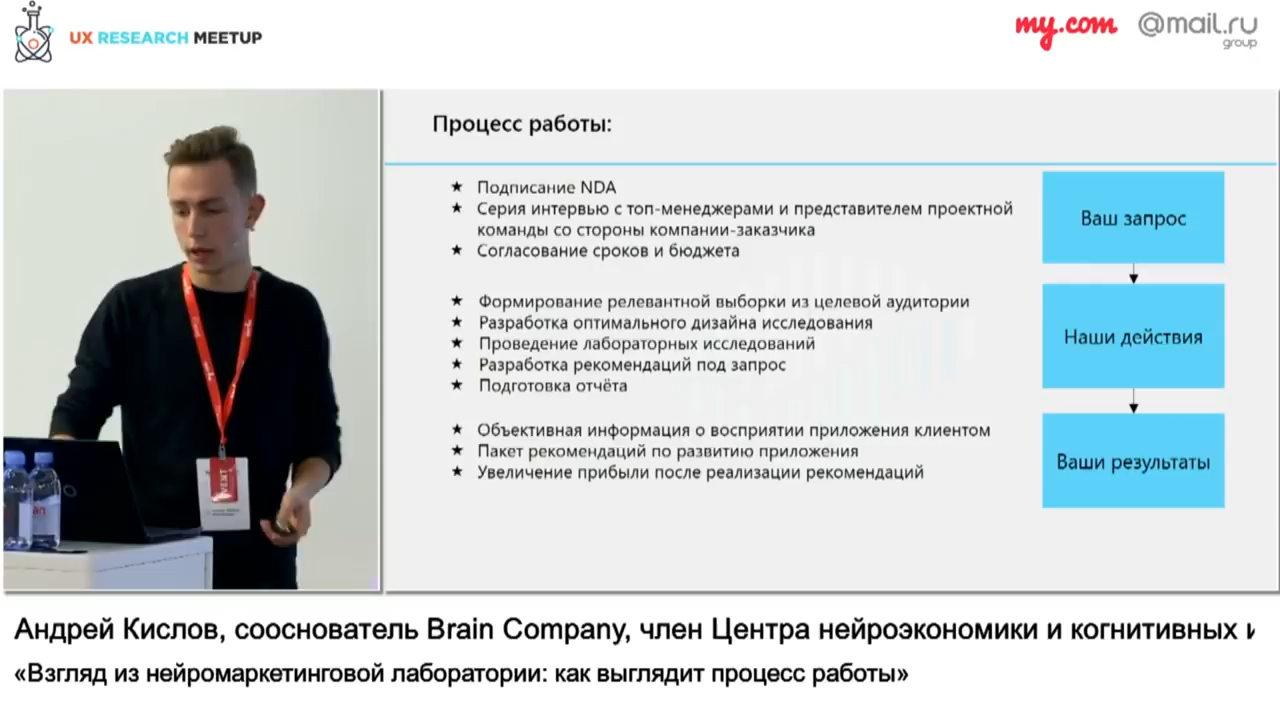 UX RESEARCH MEETUP
my.com
@mail.ru
group
Процесс работы:
Подписание NDA
Серия интервью с топ-менеджерами и представителем проектной
команды со стороны компании-заказчика
Согласование сроков и бюджета
Ваш запрос
Формирование релевантной выборки из целевой аудитории
Разработка оптимального дизайна исследования
Проведение лабораторных исследований
Разработка рекомендаций под запрос
Подготовка отчёта
Наши действия
Объективная информация о восприятии приложения клиентом
Пакет рекомендаций по развитию приложения
Увеличение прибыли после реализации рекомендаций
Ваши результаты
Андрей Кислов, сооснователь Brain Company, член Центра нейроэкономики и когнитивных и
«Взгляд из нейромаркетинговой лаборатории: как выглядит процесс работы»